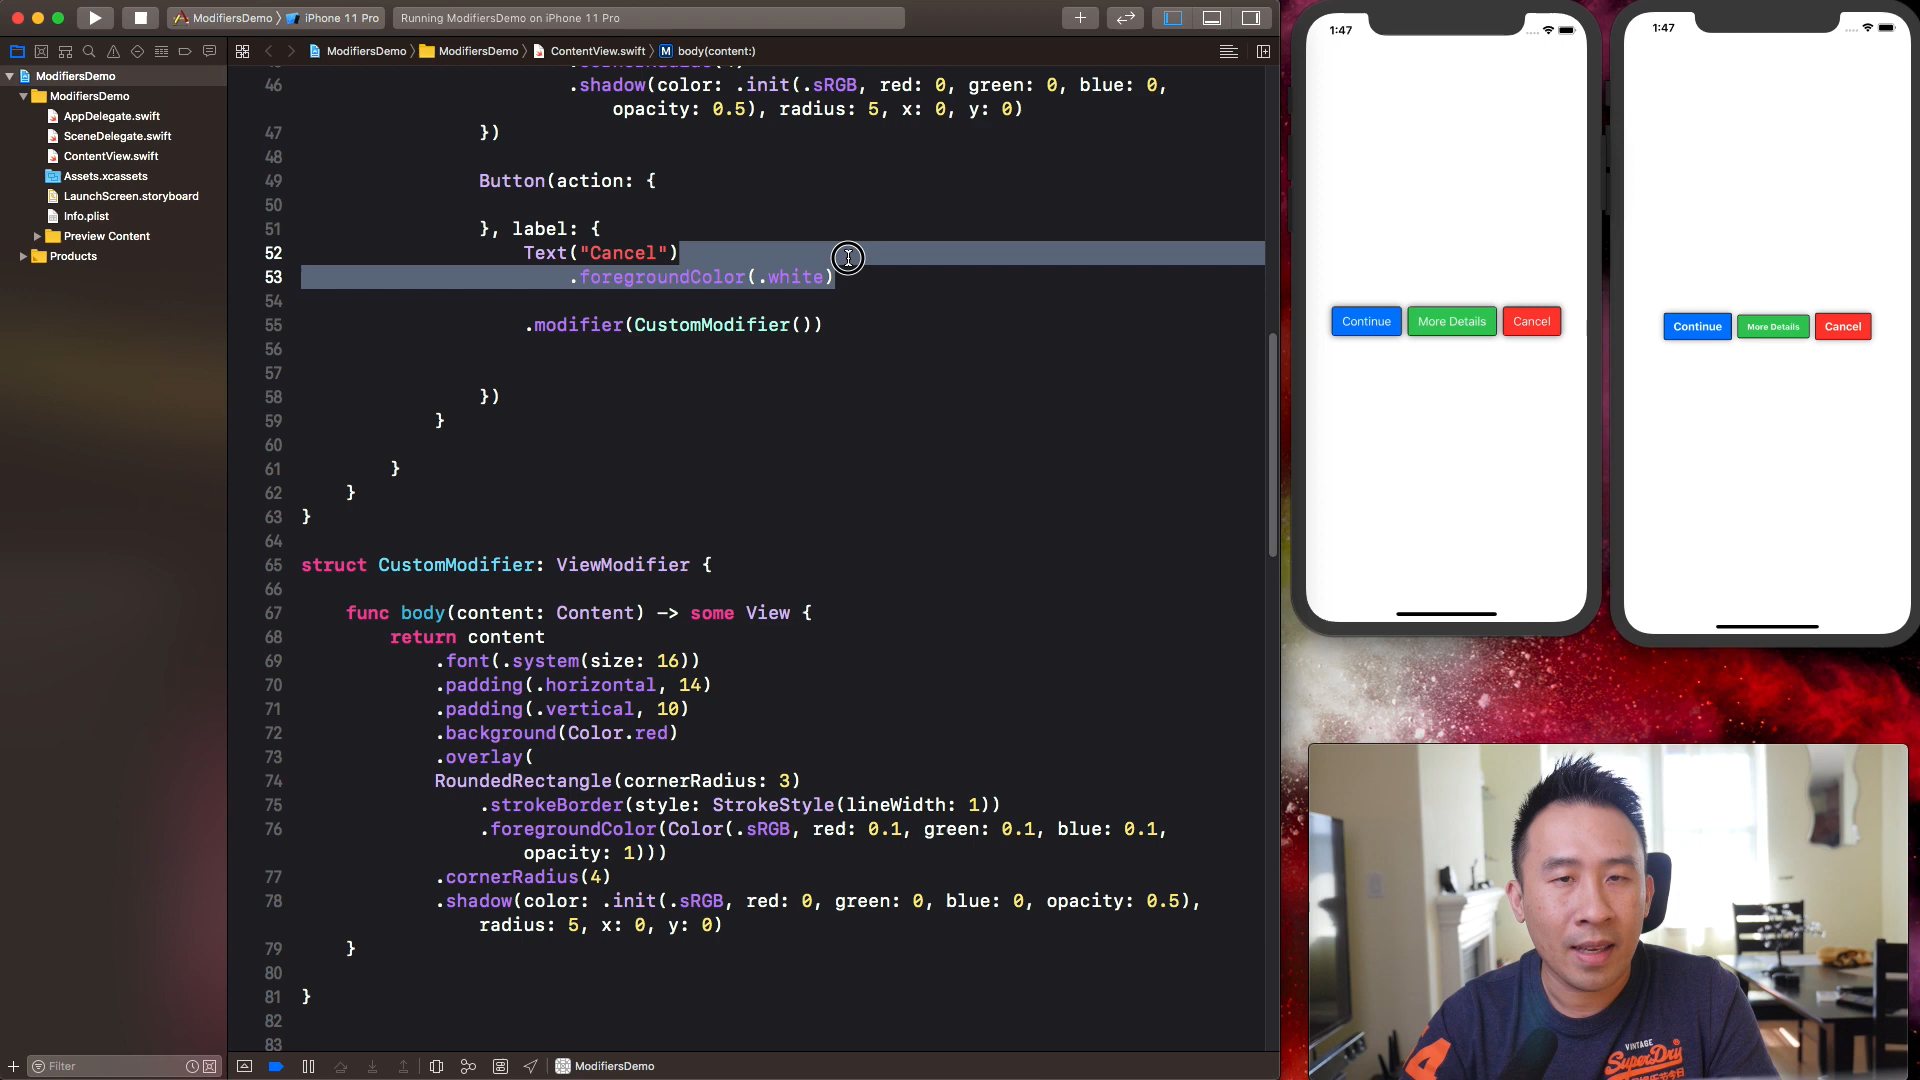 ModifiersDemo
iPhone 11 Pro
Running ModifiersDemo on iPhone 11 Pro
ModifiersDemo
ModifiersDemo
ContentView.swift
M body(content:)
ModifiersDemo
ModifiersDemo
AppDelegate.swift
SceneDelegate.swift
ContentView.swift
Assets.xcassets
LaunchScreen.storyboard
Info.plist
Preview Content
Products
Filter
46 .shadow(color: .init(.sRGB, red: 0, green: 0, blue: 0,
opacity: 0.5), radius: 5, x: 0, y: 0)
47 })
48
49 Button(action: {
50
51 }, label: {
52 Text("Cancel")
53 .foregroundColor(.white)
54
55 .modifier(CustomModifier())
56
57
58 })
59 }
60
61 }
62 }
63 }
64
65 struct CustomModifier: ViewModifier {
66
67 func body(content: Content) -> some View {
68 return content
69 .font(.system(size: 16))
70 .padding(.horizontal, 14)
71 .padding(.vertical, 10)
72 .background(Color.red)
73 .overlay(
74 RoundedRectangle(cornerRadius: 3)
75 .strokeBorder(style: StrokeStyle(lineWidth: 1))
76 .foregroundColor(Color(.sRGB, red: 0.1, green: 0.1, blue: 0.1,
opacity: 1)))
77 .cornerRadius(4)
78 .shadow(color: .init(.sRGB, red: 0, green: 0, blue: 0, opacity: 0.5),
radius: 5, x: 0, y: 0)
79 }
80
81 }
82
83
ModifiersDemo
1:47
Continue
More Details
Cancel
1:47
Continue
More Details
Cancel
VINTAGE
SuperDry